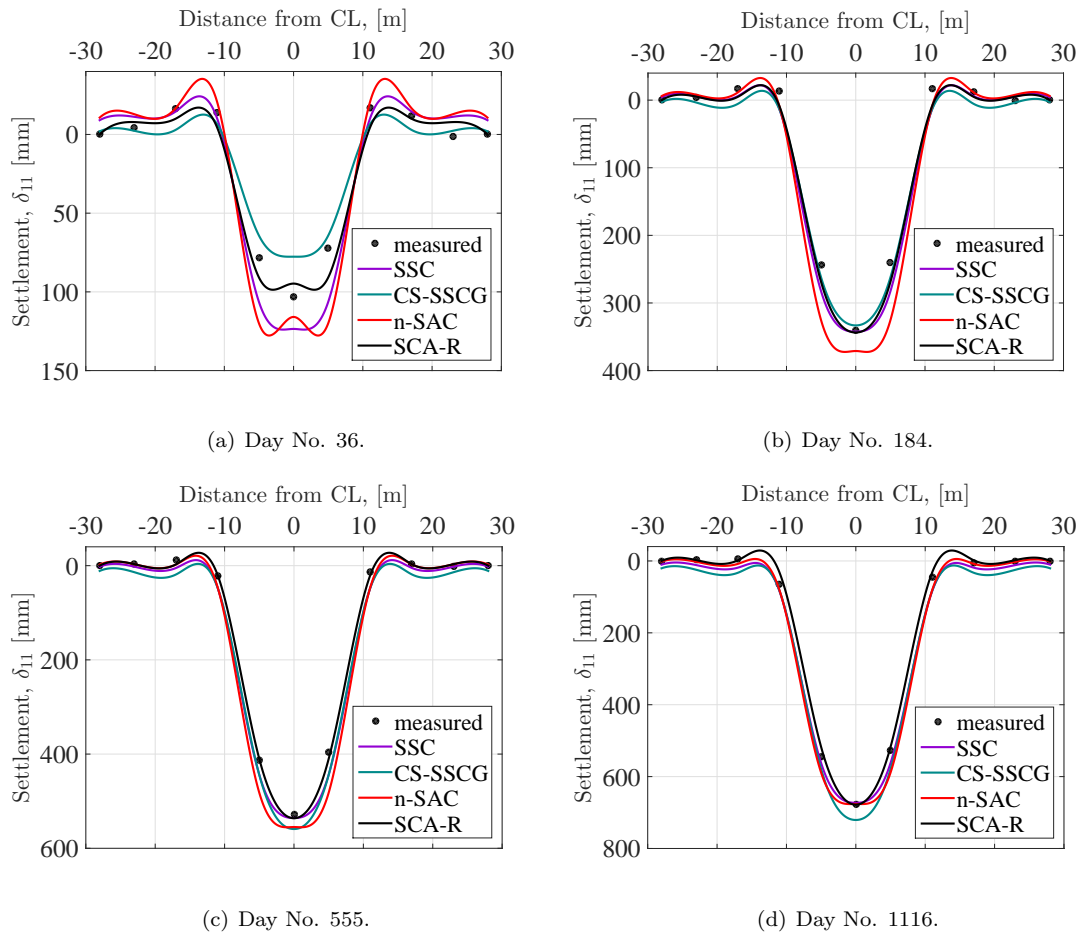 Distance from CL, [m]
-30 -20 -10 0 10 20 30
Settlement, δ11 [mm]
0
50
100
150
measured
SSC
CS-SSCG
n-SAC
SCA-R
(a) Day No. 36.
Distance from CL, [m]
-30 -20 -10 0 10 20 30
Settlement, δ11 [mm]
0
100
200
300
400
measured
SSC
CS-SSCG
n-SAC
SCA-R
(b) Day No. 184.
Distance from CL, [m]
-30 -20 -10 0 10 20 30
Settlement, δ11 [mm]
0
200
400
600
measured
SSC
CS-SSCG
n-SAC
SCA-R
(c) Day No. 555.
Distance from CL, [m]
-30 -20 -10 0 10 20 30
Settlement, δ11 [mm]
0
200
400
600
800
measured
SSC
CS-SSCG
n-SAC
SCA-R
(d) Day No. 1116.